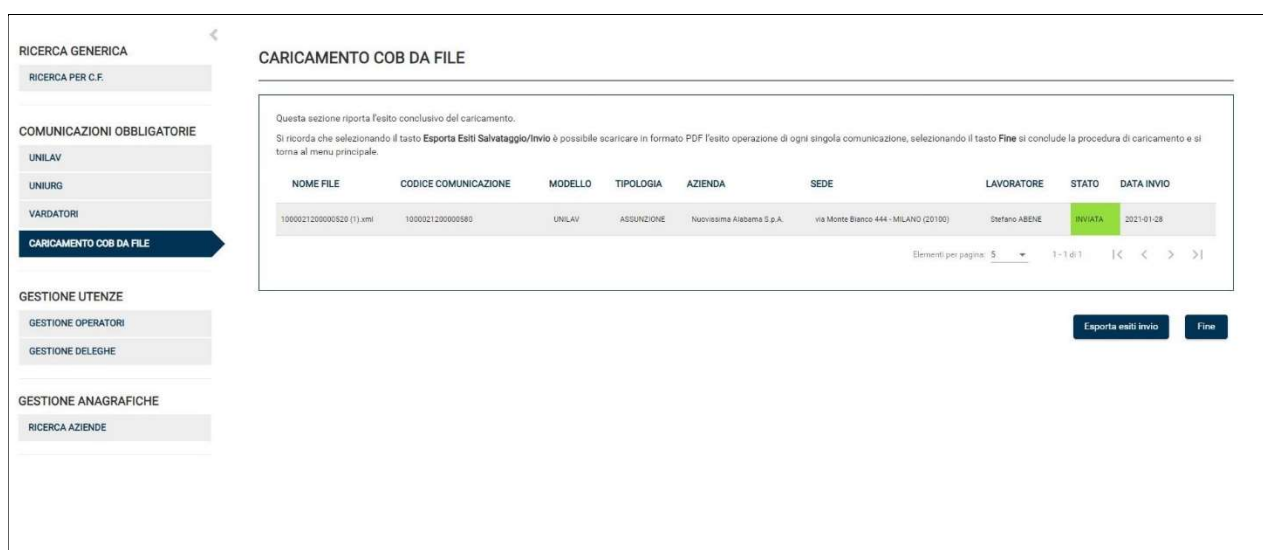 RICERCA GENERICA
RICERCA PER C.F.
COMUNICAZIONI OBBLIGATORIE
UNILAV
UNIURG
VARDATORI
CARICAMENTO COB DA FILE
GESTIONE UTENZE
GESTIONE OPERATORI
GESTIONE DELEGHE
GESTIONE ANAGRAFICHE
RICERCA AZIENDE
CARICAMENTO COB DA FILE
Questa sezione riporta l'esito conclusivo del caricamento.
Si ricorda che selezionando il tasto Esporta Esiti Salvataggio/Invio è possibile scaricare in formato PDF l'esito operazione di ogni singola comunicazione, selezionando il tasto Fine si conclude la procedura di caricamento e si
torna al menu principale.
NOME FILE CODICE COMUNICAZIONE MODELLO TIPOLOGIA AZIENDA SEDE LAVORATORE STATO DATA INVIO
1000021200000520 (1).xml 1000021200000580 UNILAV ASSUNZIONE Nuovissima Alabama S.p.A. via Monte Bianco 444 - MILANO (20100) Stefano ABENE INVIATA 2021-01-28
Elementi per pagina: 5 1 - 1 di 1
Esporta esiti invio Fine